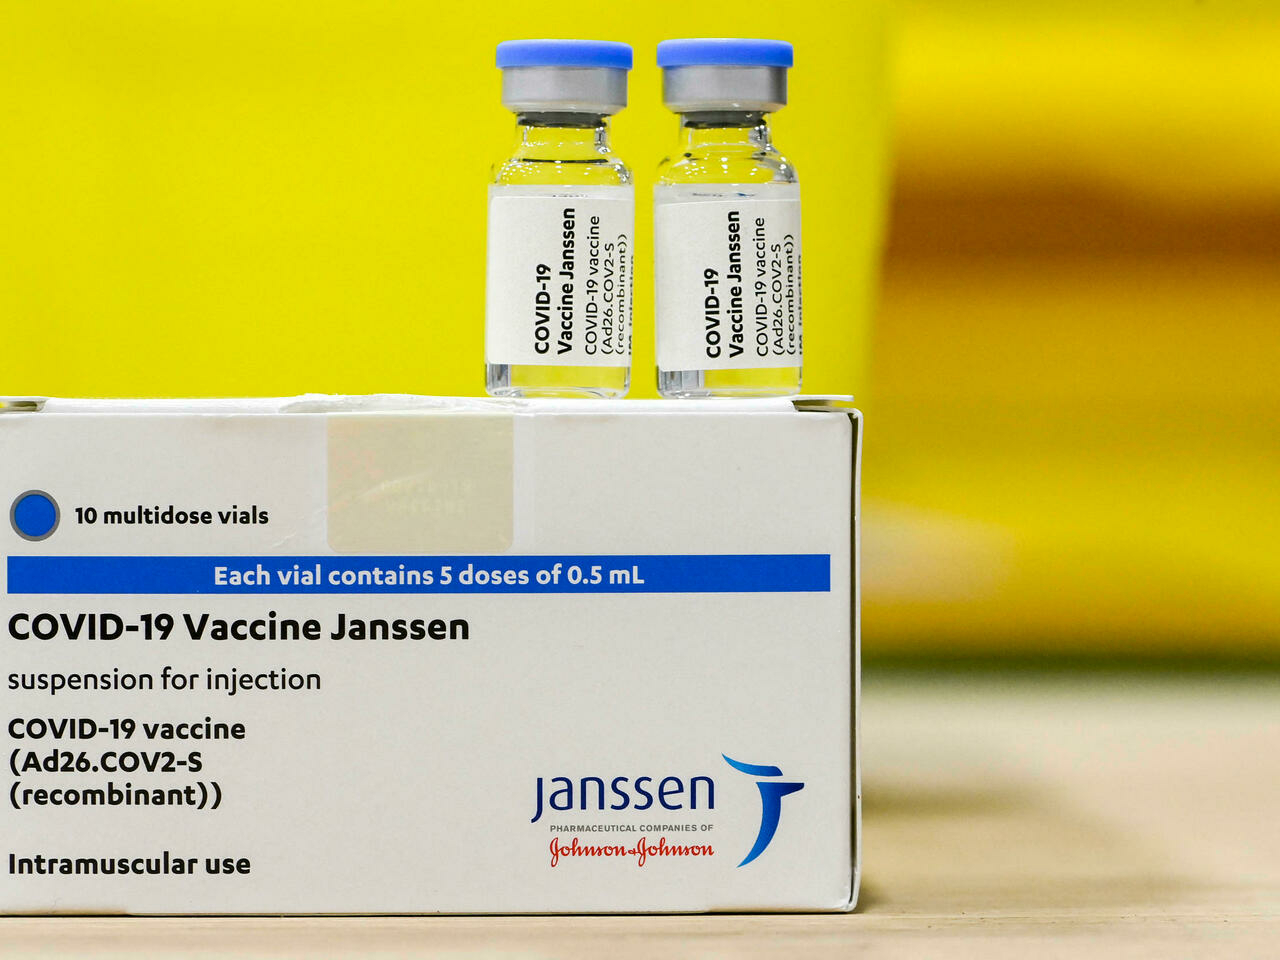 COVID-19
Vaccine Janssen
COVID-19 vaccine
(Ad26.COV2-S
(recombinant))
COVID-19
Vaccine Janssen
COVID-19 vaccine
(Ad26.COV2-S
(recombinant))
10 multidose vials
Each vial contains 5 doses of 0.5 mL
COVID-19 Vaccine Janssen
suspension for injection
COVID-19 vaccine
(Ad26.COV2-S
(recombinant))
Intramuscular use
Janssen
PHARMACEUTICAL COMPANIES OF
Johnson & Johnson